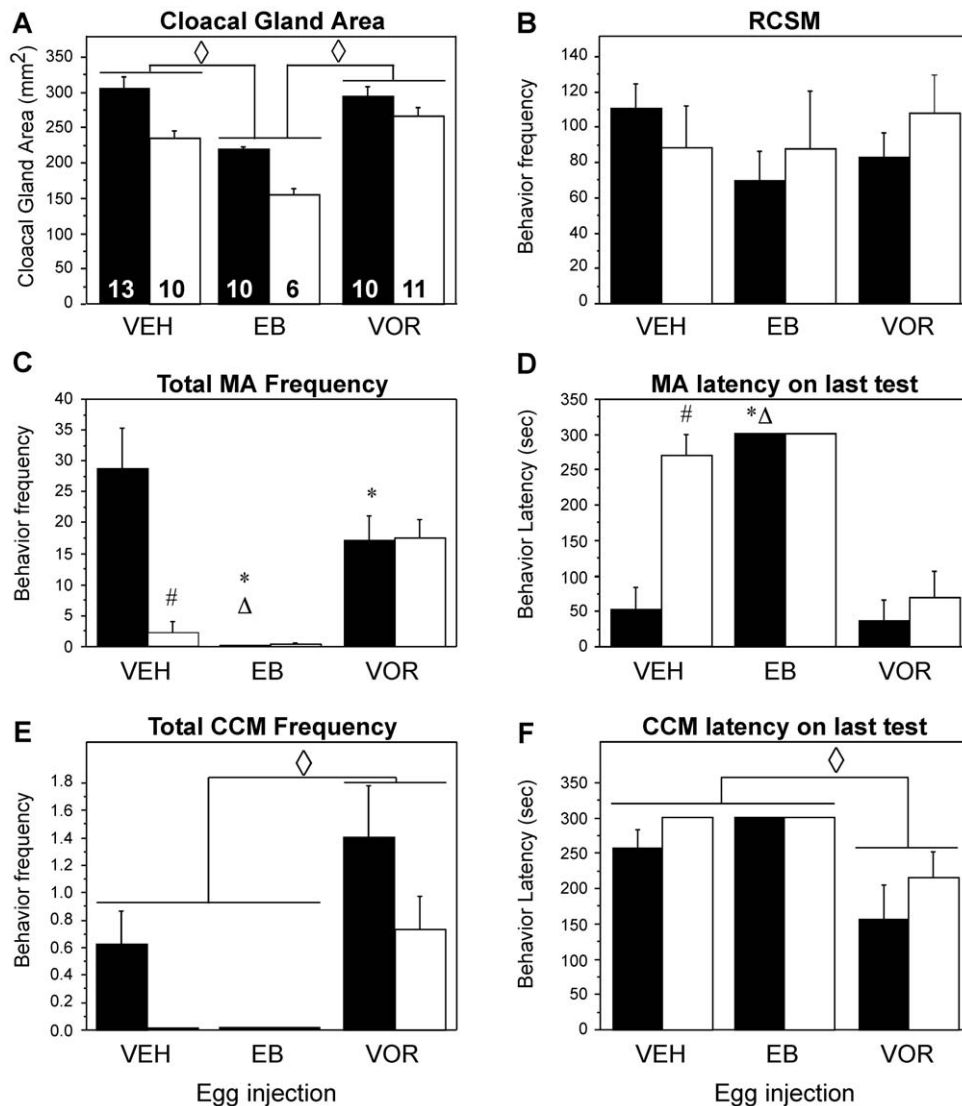 A Cloacal Gland Area
Cloacal Gland Area (mm²)
350
300
250
200
150
100
50
0
◊ ◊
13 10 10 6 10 11
VEH EB VOR
B RCSM
Behavior frequency
140
120
100
80
60
40
20
0
VEH EB VOR
C Total MA Frequency
Behavior frequency
40
35
30
25
20
15
10
5
0
#
*
Δ
*
VEH EB VOR
D MA latency on last test
Behavior Latency (sec)
350
300
250
200
150
100
50
0
#
*Δ
VEH EB VOR
E Total CCM Frequency
Behavior frequency
1.8
1.6
1.4
1.2
1.0
0.8
0.6
0.4
0.2
0.0
◊
VEH EB VOR
Egg injection
F CCM latency on last test
Behavior Latency (sec)
350
300
250
200
150
100
50
0
◊
VEH EB VOR
Egg injection